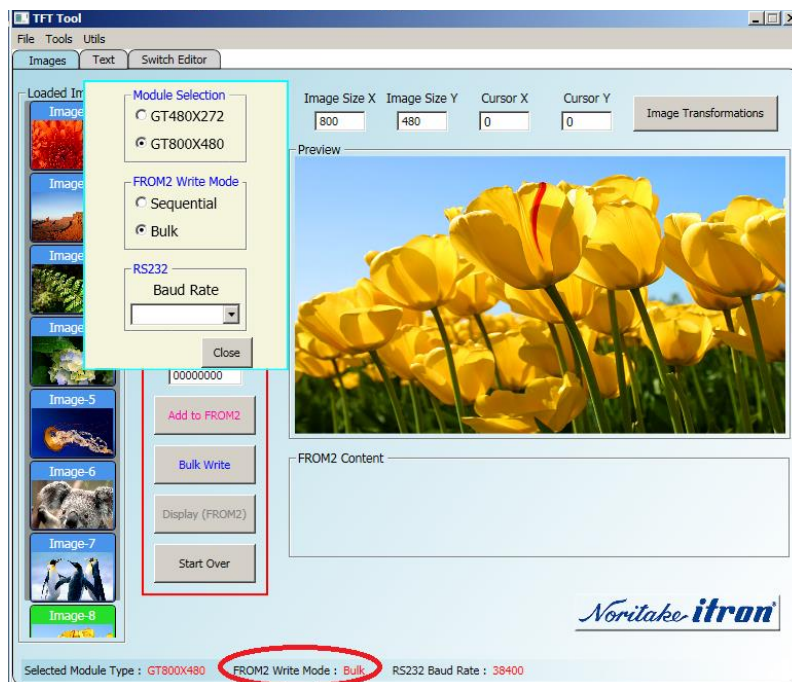 TFT Tool
File Tools Utils
Images Text Switch Editor
Loaded Im
Image
Image
Image
Image
Image-5
Image-6
Image-7
Image-8
Module Selection
GT480X272
GT800X480
FROM2 Write Mode
Sequential
Bulk
RS232
Baud Rate
Close
00000000
Add to FROM2
Bulk Write
Display (FROM2)
Start Over
Image Size X Image Size Y Cursor X Cursor Y
800 480 0 0
Image Transformations
Preview
FROM2 Content
Noritake itron
Selected Module Type : GT800X480 FROM2 Write Mode : Bulk RS232 Baud Rate : 38400